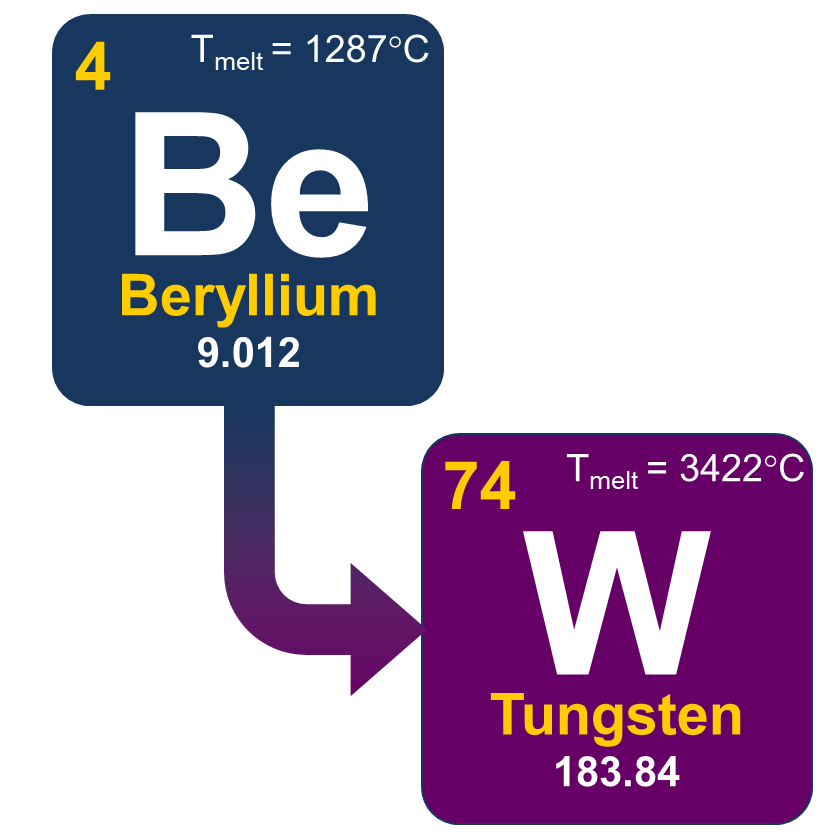 4
Tmelt = 1287°C
Be
Beryllium
9.012
74
Tmelt = 3422°C
W
Tungsten
183.84